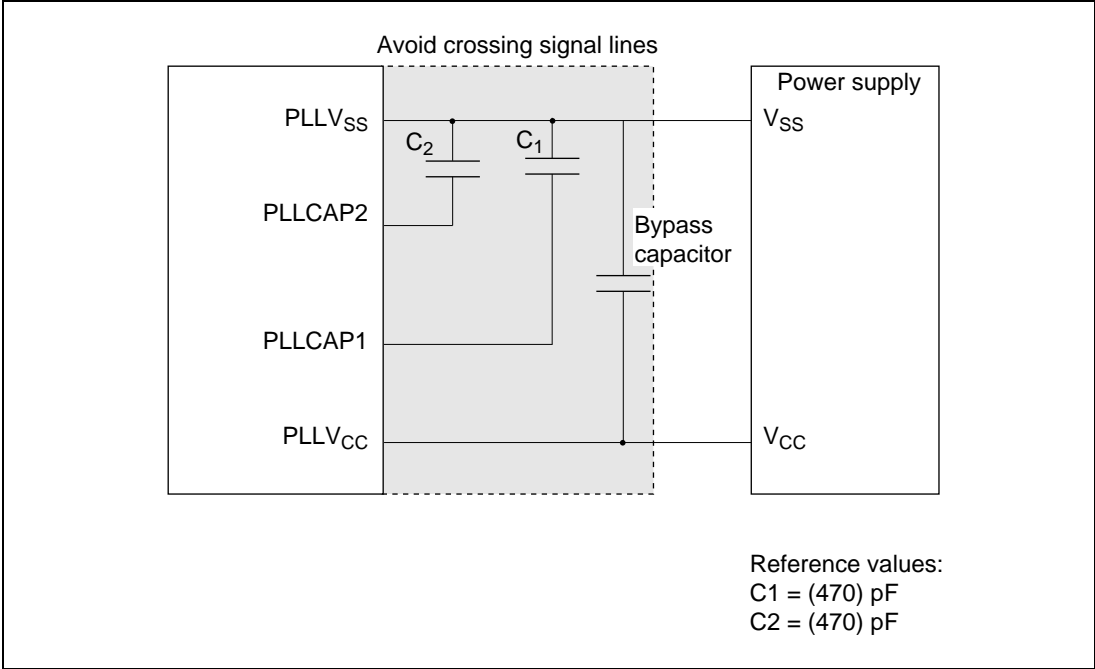 Avoid crossing signal lines
Power supply
PLLVSS
VSS
C2
C1
PLLCAP2
Bypass
capacitor
PLLCAP1
PLLVCC
VCC
Reference values:
C1 = (470) pF
C2 = (470) pF